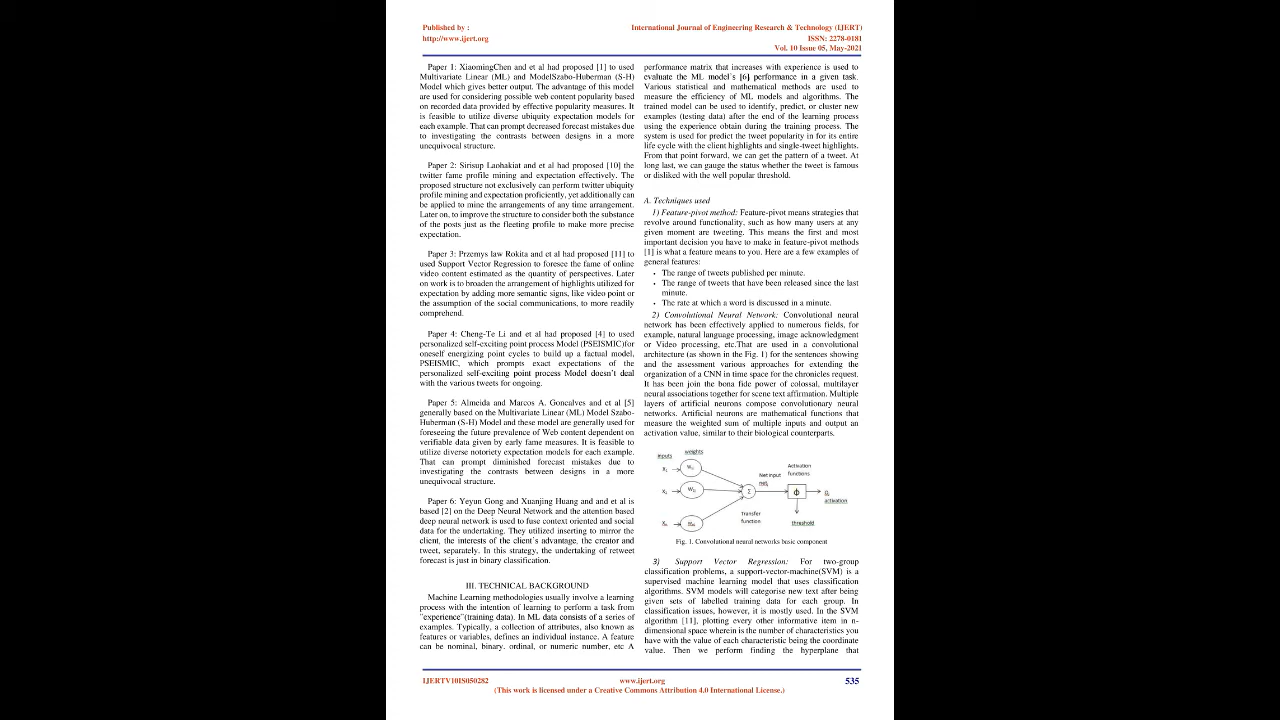 Published by :
http://www.ijert.org
International Journal of Engineering Research & Technology (IJERT)
ISSN: 2278-0181
Vol. 10 Issue 05, May-2021
Paper 1: XiaomingChen and et al had proposed [1] to used
Multivariate Linear (ML) and ModelSzabo-Huberman (S-H)
Model which gives better output. The advantage of this model
are used for considering possible web content popularity based
on recorded data provided by effective popularity measures. It
is feasible to utilize diverse ubiquity expectation models for
each example. That can prompt decreased forecast mistakes due
to investigating the contrasts between designs in a more
unequivocal structure.
Paper 2: Sirisup Laohakiat and et al had proposed [10] the
twitter fame profile mining and expectation effectively. The
proposed structure not exclusively can perform twitter ubiquity
profile mining and expectation proficiently, yet additionally can
be applied to mine the arrangements of any time arrangement.
Later on, to improve the structure to consider both the substance
of the posts just as the fleeting profile to make more precise
expectation.
Paper 3: Przemys law Rokita and et al had proposed [11] to
used Support Vector Regression to foresee the fame of online
video content estimated as the quantity of perspectives. Later
on work is to broaden the arrangement of highlights utilized for
expectation by adding more semantic signs, like video point or
the assumption of the social communications, to more readily
comprehend.
Paper 4: Cheng-Te Li and et al had proposed [4] to used
personalized self-exciting point process Model (PSEISMIC)for
oneself energizing point cycles to build up a factual model,
PSEISMIC, which prompts exact expectations of the
personalized self-exciting point process Model doesn't deal
with the various tweets for ongoing.
Paper 5: Almeida and Marcos A. Goncalves and et al [5]
generally based on the Multivariate Linear (ML) Model Szabo-
Huberman (S-H) Model and these model are generally used for
foreseeing the future prevalence of Web content dependent on
verifiable data given by early fame measures. It is feasible to
utilize diverse notoriety expectation models for each example.
That can prompt diminished forecast mistakes due to
investigating the contrasts between designs in a more
unequivocal structure.
Paper 6: Yeyun Gong and Xuanjing Huang and and et al is
based [2] on the Deep Neural Network and the attention based
deep neural network is used to fuse context oriented and social
data for the undertaking. They utilized inserting to mirror the
client, the interests of the client's advantage, the creator and
tweet, separately. In this strategy, the undertaking of retweet
forecast is just in binary classification.
III. TECHNICAL BACKGROUND
Machine Learning methodologies usually involve a learning
process with the intention of learning to perform a task from
"experience"(training data). In ML data consists of a series of
examples. Typically, a collection of attributes, also known as
features or variables, defines an individual instance. A feature
can be nominal, binary. ordinal, or numeric number, etc A
performance matrix that increases with experience is used to
evaluate the ML model`s [6]. performance in a given task.
Various statistical and mathematical methods are used to
measure the efficiency of ML models and algorithms. The
trained model can be used to identify, predict, or cluster new
examples (testing data) after the end of the learning process
using the experience obtain during the training process. The
system is used for predict the tweet popularity in for its entire
life cycle with the client highlights and single-tweet highlights.
From that point forward, we can get the pattern of a tweet. At
long last, we can gauge the status whether the tweet is famous
or disliked with the well popular threshold.
A. Techniques used
1) Feature-pivot method: Feature-pivot means strategies that
revolve around functionality, such as how many users at any
given moment are tweeting. This means the first and most
important decision you have to make in feature-pivot methods
[1] is what a feature means to you. Here are a few examples of
general features:
• The range of tweets published per minute.
• The range of tweets that have been released since the last
minute.
• The rate at which a word is discussed in a minute.
2) Convolutional Neural Network: Convolutional neural
network has been effectively applied to numerous fields, for
example, natural language processing, image acknowledgment
or Video processing, etc.That are used in a convolutional
architecture (as shown in the Fig. 1) for the sentences showing
and the assessment various approaches for extending the
organization of a CNN in time space for the chronicles request.
It has been join the bona fide power of colossal, multilayer
neural associations together for scene text affirmation. Multiple
layers of artificial neurons compose convolutionary neural
networks. Artificial neurons are mathematical functions that
measure the weighted sum of multiple inputs and output an
activation value, similar to their biological counterparts.
inputs
weights
Net input
Activation
functions
Σ
ϕ
activation
Transfer
function
threshold
Fig. 1. Convolutional neural networks basic component
3) Support Vector Regression: For two-group
classification problems, a support-vector-machine(SVM) is a
supervised machine learning model that uses classification
algorithms. SVM models will categorise new text after being
given sets of labelled training data for each group. In
classification issues, however, it is mostly used. In the SVM
algorithm [11], plotting every other informative item in n-
dimensional space wherein is the number of characteristics you
have with the value of each characteristic being the coordinate
value. Then we perform finding the hyperplane that
IJERTV10IS050282
www.ijert.org
535
(This work is licensed under a Creative Commons Attribution 4.0 International License.)